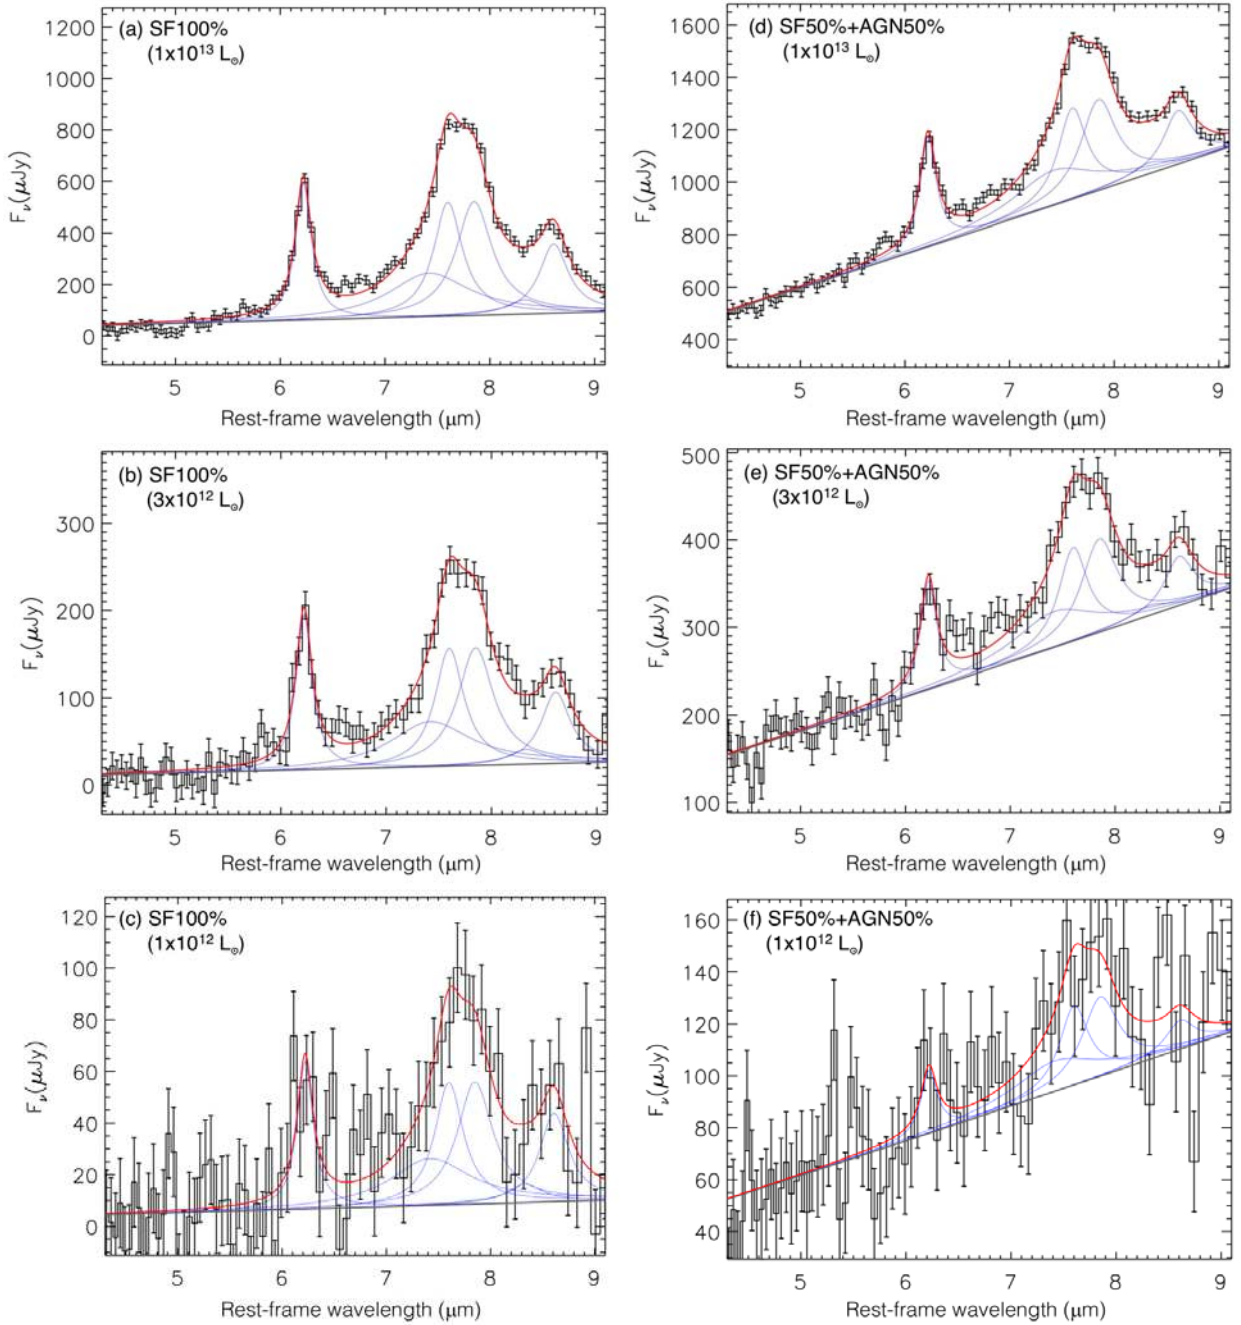 (a) SF100%
(1x10¹³ L☉)
1200
1000
800
600
400
200
0
Fν(μJy)
5 6 7 8 9
Rest-frame wavelength (μm)
(d) SF50%+AGN50%
(1x10¹³ L☉)
1600
1400
1200
1000
800
600
400
Fν(μJy)
5 6 7 8 9
Rest-frame wavelength (μm)
(b) SF100%
(3x10¹² L☉)
300
200
100
0
Fν(μJy)
5 6 7 8 9
Rest-frame wavelength (μm)
(e) SF50%+AGN50%
(3x10¹² L☉)
500
400
300
200
100
Fν(μJy)
5 6 7 8 9
Rest-frame wavelength (μm)
(c) SF100%
(1x10¹² L☉)
120
100
80
60
40
20
0
Fν(μJy)
5 6 7 8 9
Rest-frame wavelength (μm)
(f) SF50%+AGN50%
(1x10¹² L☉)
160
140
120
100
80
60
40
Fν(μJy)
5 6 7 8 9
Rest-frame wavelength (μm)